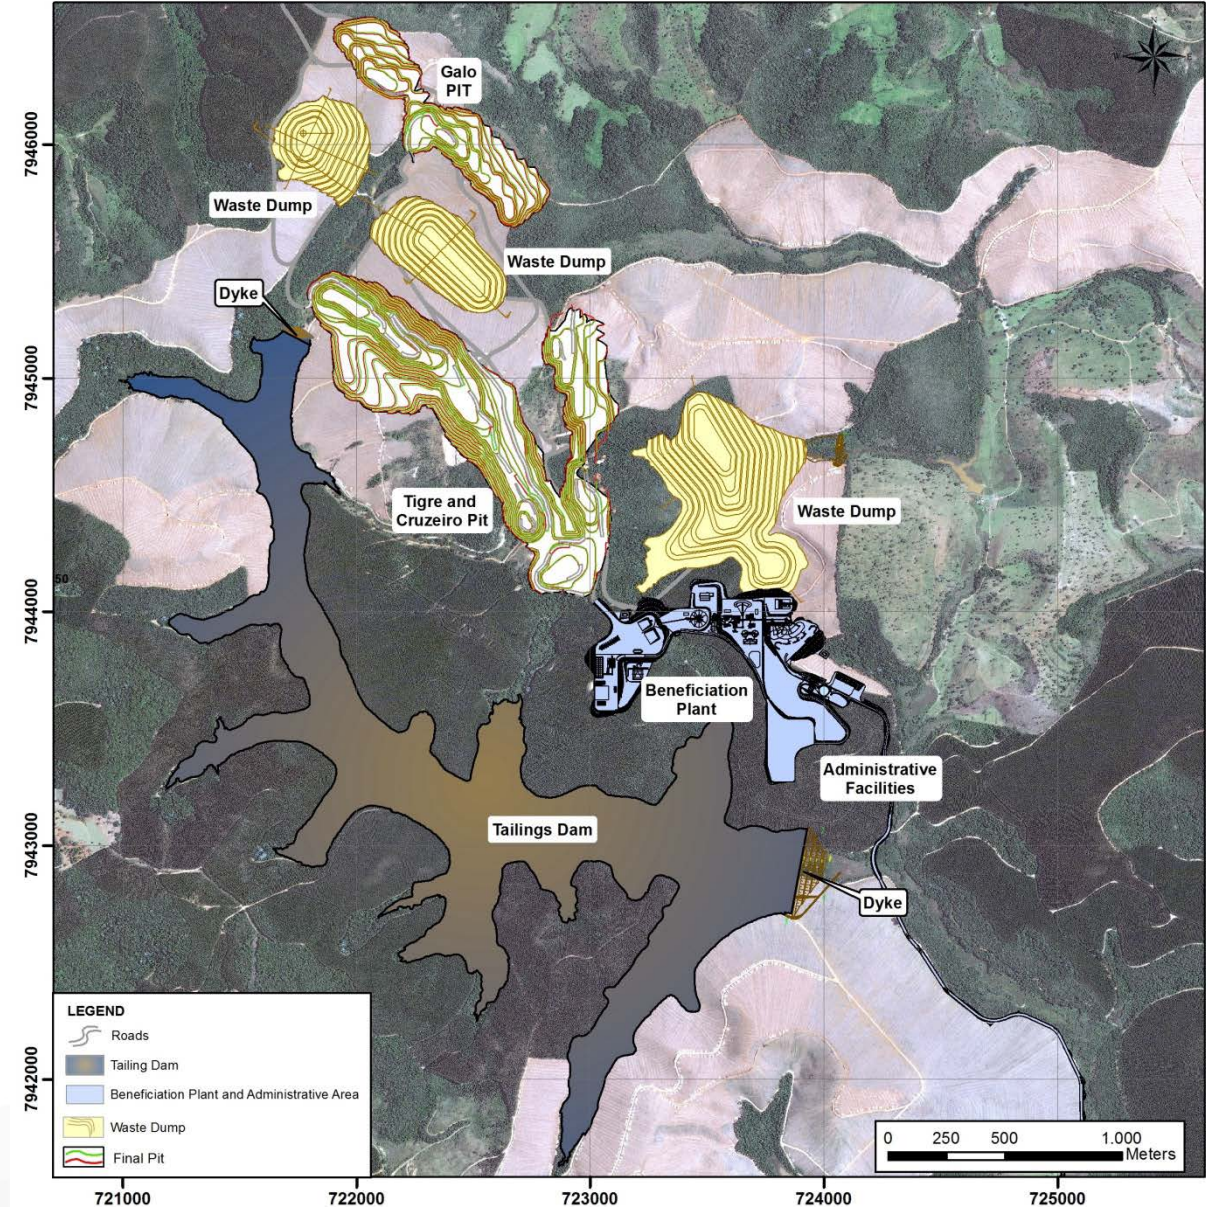 Galo
PIT
7946000
Waste Dump
Waste Dump
Dyke
7945000
Tigre and
Cruzeiro Pit
Waste Dump
50
7944000
Beneficiation
Plant
Administrative
Facilities
Tailings Dam
7943000
Dyke
LEGEND
Roads
Tailing Dam
Beneficiation Plant and Administrative Area
Waste Dump
Final Pit
7942000
0 250 500 1.000
Meters
721000 722000 723000 724000 725000